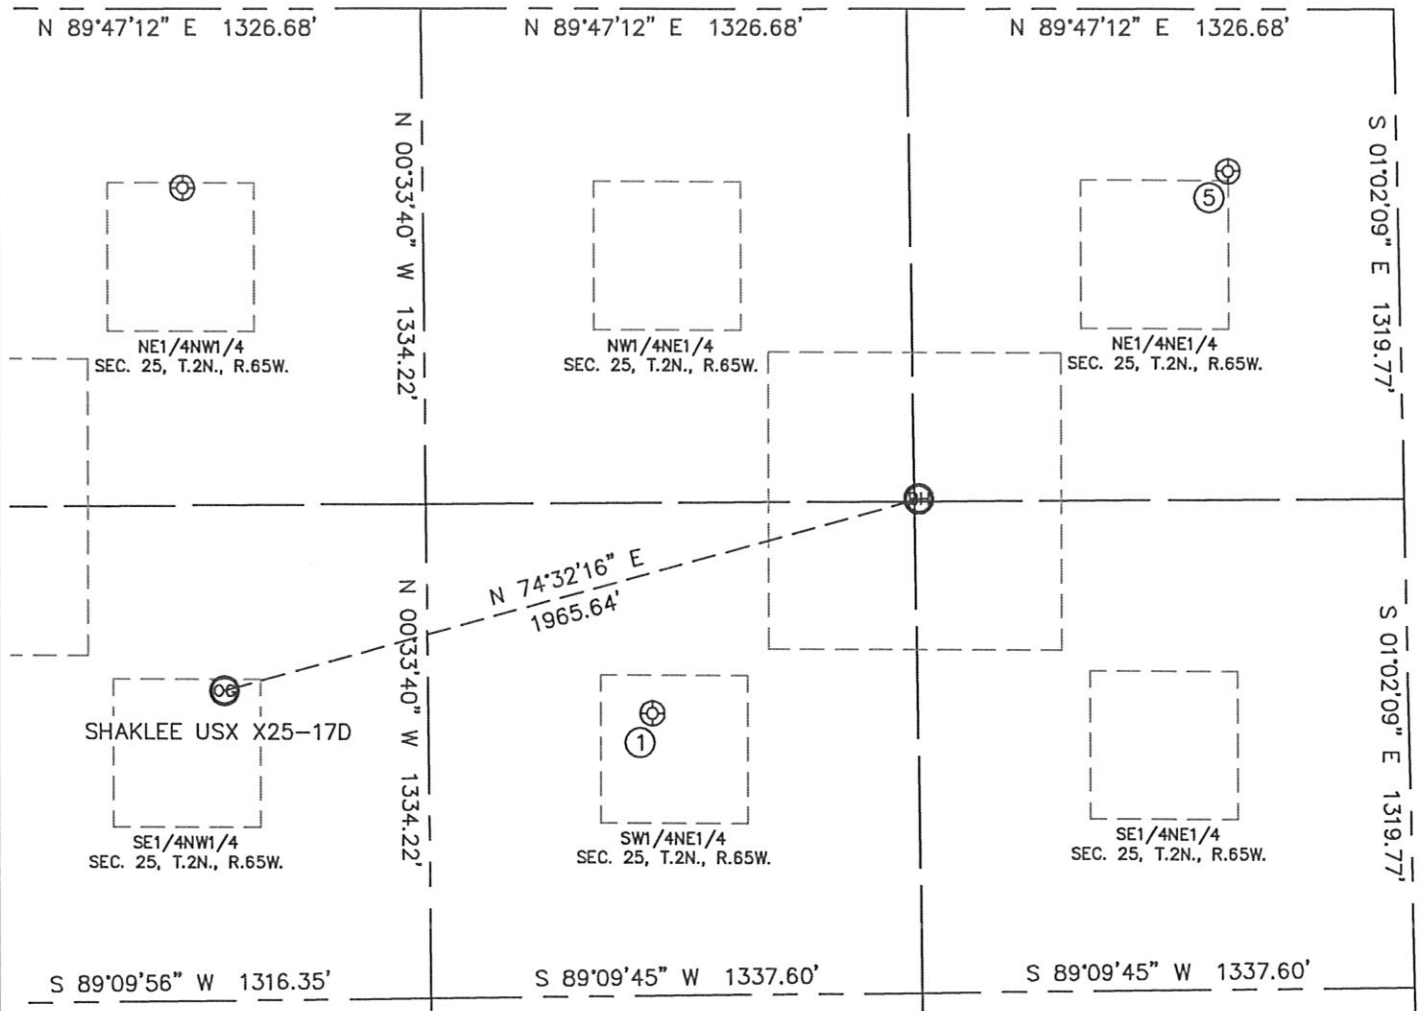 N 89°47'12" E 1326.68'
N 89°47'12" E 1326.68'
N 89°47'12" E 1326.68'
N 00°33'40" W 1334.22'
S 01°02'09" E 1319.77'
5
NE1/4NW1/4
SEC. 25, T.2N., R.65W.
NW1/4NE1/4
SEC. 25, T.2N., R.65W.
NE1/4NE1/4
SEC. 25, T.2N., R.65W.
N 74°32'16" E
1965.64'
N 00°33'40" W 1334.22'
S 01°02'09" E 1319.77'
OG
SHAKLEE USX X25-17D
1
SE1/4NW1/4
SEC. 25, T.2N., R.65W.
SW1/4NE1/4
SEC. 25, T.2N., R.65W.
SE1/4NE1/4
SEC. 25, T.2N., R.65W.
S 89°09'56" W 1316.35'
S 89°09'45" W 1337.60'
S 89°09'45" W 1337.60'